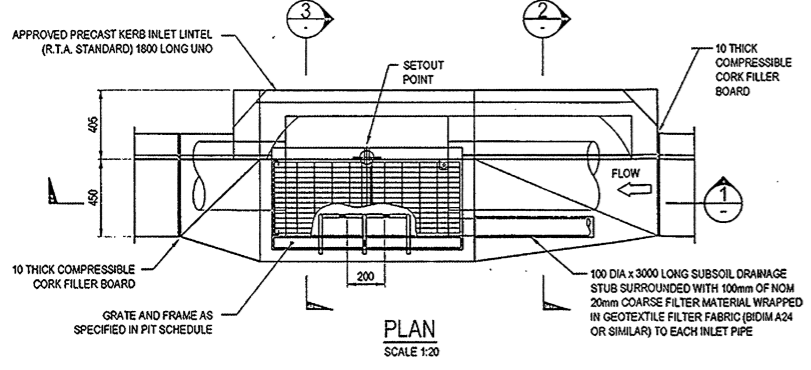 3
-
2
-
APPROVED PRECAST KERB INLET LINTEL
(R.T.A. STANDARD) 1800 LONG UNO
SETOUT
POINT
10 THICK
COMPRESSIBLE
CORK FILLER
BOARD
405
450
FLOW
1
-
10 THICK COMPRESSIBLE
CORK FILLER BOARD
200
GRATE AND FRAME AS
SPECIFIED IN PIT SCHEDULE
100 DIA x 3000 LONG SUBSOIL DRAINAGE
STUB SURROUNDED WITH 100mm OF NOM
20mm COARSE FILTER MATERIAL WRAPPED
IN GEOTEXTILE FILTER FABRIC (BIDIM A24
OR SIMILAR) TO EACH INLET PIPE
PLAN
SCALE 1:20